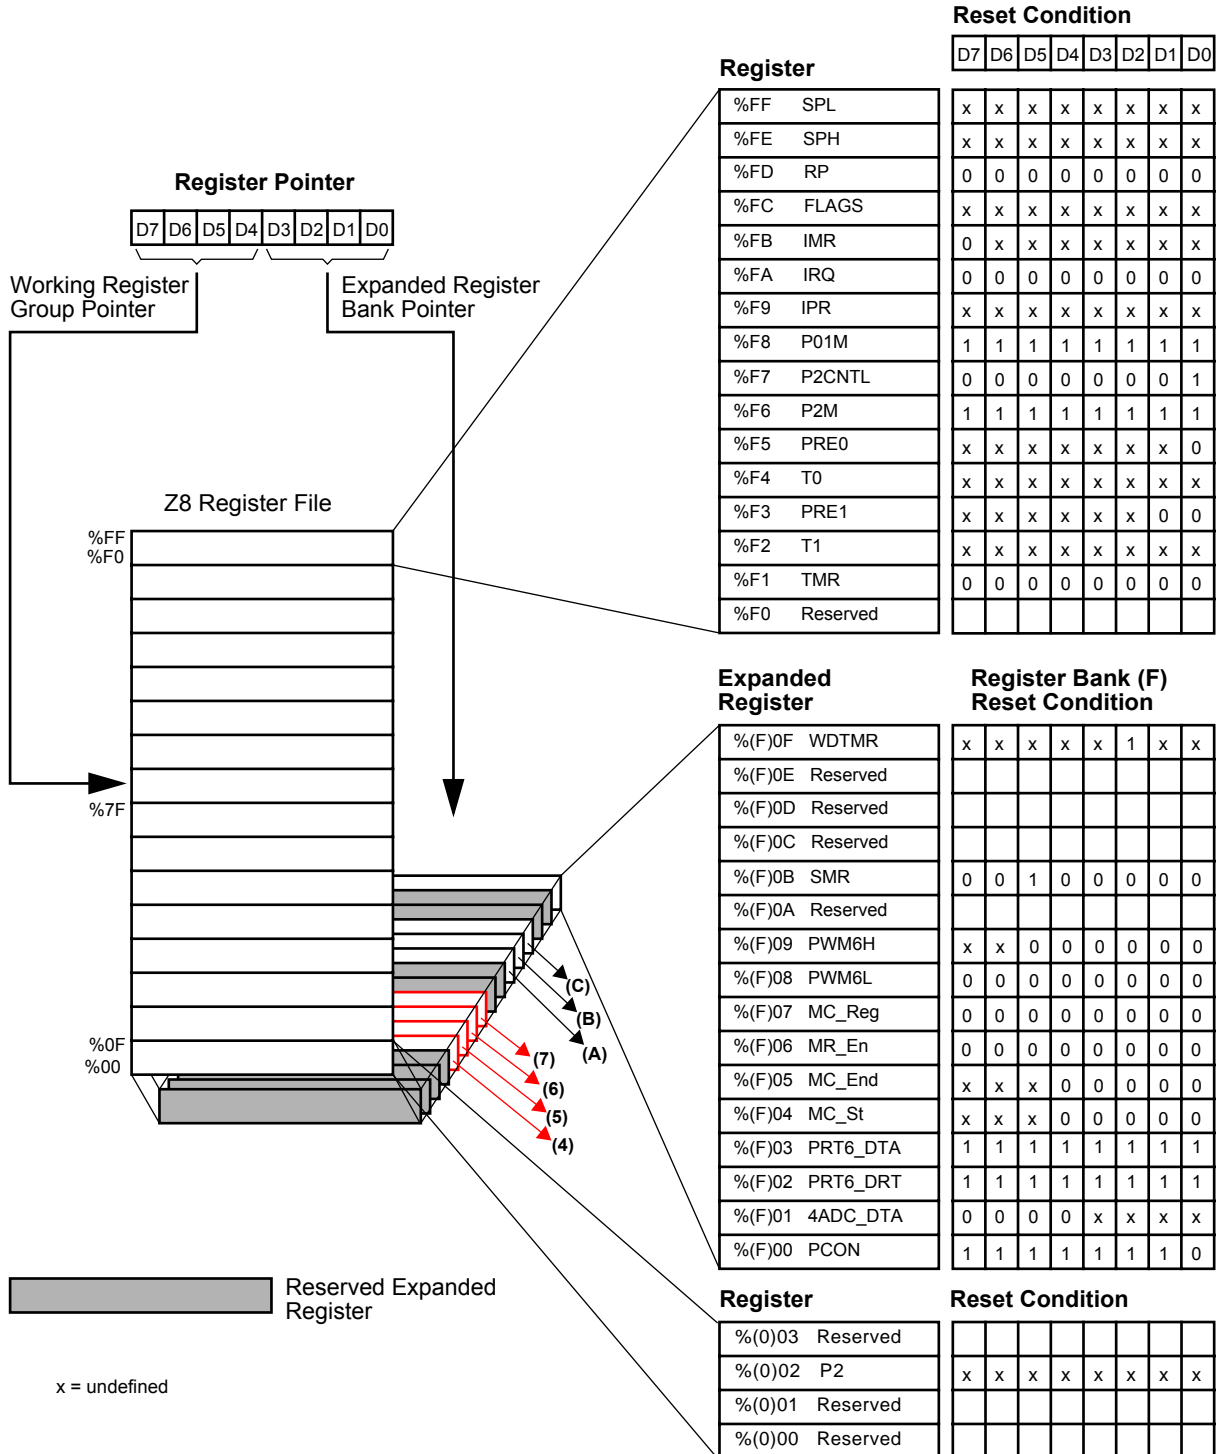 Reset Condition
D7 D6 D5 D4 D3 D2 D1 D0
Register
%FF SPL x x x x x x x x
%FE SPH x x x x x x x x
%FD RP 0 0 0 0 0 0 0 0
%FC FLAGS x x x x x x x x
%FB IMR 0 x x x x x x x
%FA IRQ 0 0 0 0 0 0 0 0
%F9 IPR x x x x x x x x
%F8 P01M 1 1 1 1 1 1 1 1
%F7 P2CNTL 0 0 0 0 0 0 0 1
%F6 P2M 1 1 1 1 1 1 1 1
%F5 PRE0 x x x x x x x 0
%F4 T0 x x x x x x x x
%F3 PRE1 x x x x x x 0 0
%F2 T1 x x x x x x x x
%F1 TMR 0 0 0 0 0 0 0 0
%F0 Reserved
Register Pointer
D7 D6 D5 D4 D3 D2 D1 D0
Working Register
Group Pointer
Expanded Register
Bank Pointer
Z8 Register File
%FF
%F0
%7F
%0F
%00
(C)
(B)
(A)
(7)
(6)
(5)
(4)
Expanded
Register
Register Bank (F)
Reset Condition
%(F)0F WDTMR x x x x x 1 x x
%(F)0E Reserved
%(F)0D Reserved
%(F)0C Reserved
%(F)0B SMR 0 0 1 0 0 0 0 0
%(F)0A Reserved
%(F)09 PWM6H x x 0 0 0 0 0 0
%(F)08 PWM6L 0 0 0 0 0 0 0 0
%(F)07 MC_Reg 0 0 0 0 0 0 0 0
%(F)06 MR_En 0 0 0 0 0 0 0 0
%(F)05 MC_End x x x 0 0 0 0 0
%(F)04 MC_St x x x 0 0 0 0 0
%(F)03 PRT6_DTA 1 1 1 1 1 1 1 1
%(F)02 PRT6_DRT 1 1 1 1 1 1 1 1
%(F)01 4ADC_DTA 0 0 0 0 x x x x
%(F)00 PCON 1 1 1 1 1 1 1 0
Reserved Expanded
Register
x = undefined
Register
Reset Condition
%(0)03 Reserved
%(0)02 P2 x x x x x x x x
%(0)01 Reserved
%(0)00 Reserved